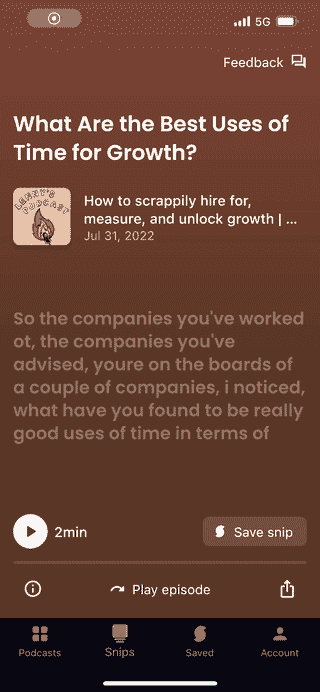 5G
Feedback
What Are the Best Uses of
Time for Growth?
LENNY'S
PODCAST
How to scrappily hire for,
measure, and unlock growth | ...
Jul 31, 2022
So the companies you've worked
ot, the companies you've
advised, youre on the boards of
a couple of companies, i noticed,
what have you found to be really
good uses of time in terms of
2min
Save snip
Play episode
Podcasts
Snips
Saved
Account